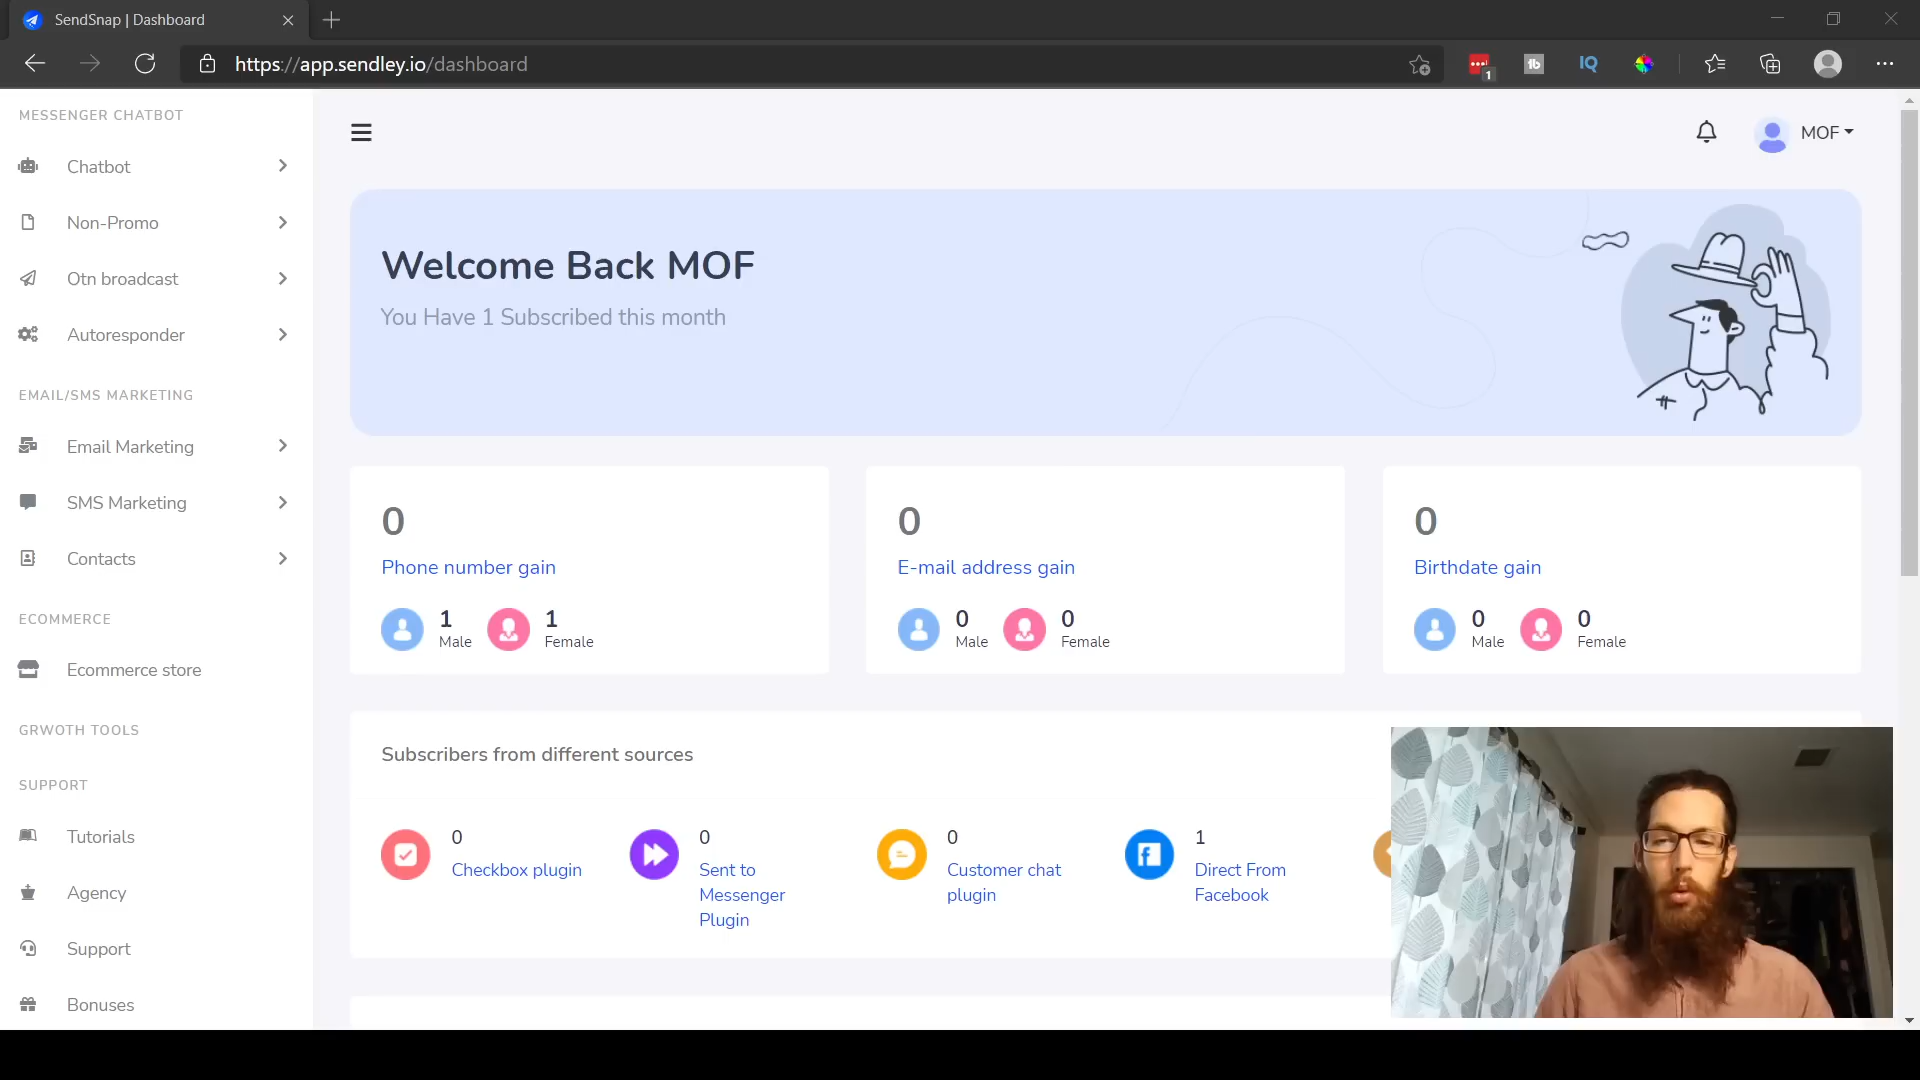 SendSnap | Dashboard
https://app.sendley.io/dashboard
1
tb
IQ
MESSENGER CHATBOT
Chatbot
Non-Promo
Otn broadcast
Autoresponder
EMAIL/SMS MARKETING
Email Marketing
SMS Marketing
Contacts
ECOMMERCE
Ecommerce store
GRWOTH TOOLS
SUPPORT
Tutorials
Agency
Support
Bonuses
MOF
Welcome Back MOF
You Have 1 Subscribed this month
0
Phone number gain
1
Male
1
Female
0
E-mail address gain
0
Male
0
Female
0
Birthdate gain
0
Male
0
Female
Subscribers from different sources
0
Checkbox plugin
0
Sent to
Messenger
Plugin
0
Customer chat
plugin
1
Direct From
Facebook